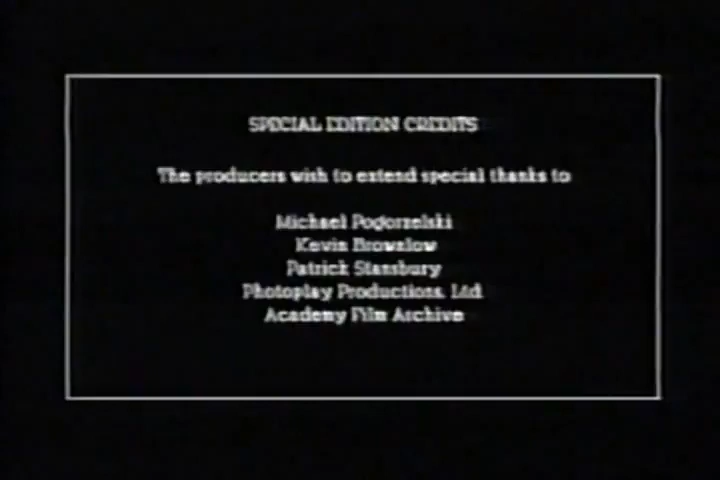 SPECIAL EDITION CREDITS
The producers wish to extend special thanks to
Michael Pogorzelski
Kevin Brownlow
Patrick Stansbury
Photoplay Productions, Ltd
Academy Film Archive